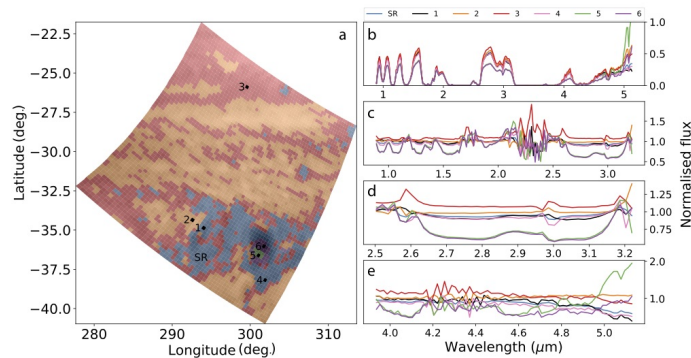 SR 1 2 3 4 5 6
a
−22.5
−25.0
−27.5
−30.0
−32.5
−35.0
−37.5
−40.0
Latitude (deg.)
280 290 300 310
Longitude (deg.)
3
2
1
SR
6
5
4
b
1.0
0.5
0.0
1 2 3 4 5
c
1.5
1.0
0.5
1.0 1.5 2.0 2.5 3.0
d
1.25
1.00
0.75
2.5 2.6 2.7 2.8 2.9 3.0 3.1 3.2
e
2.0
1.0
4.0 4.2 4.4 4.6 4.8 5.0
Wavelength (μm)
Normalised flux